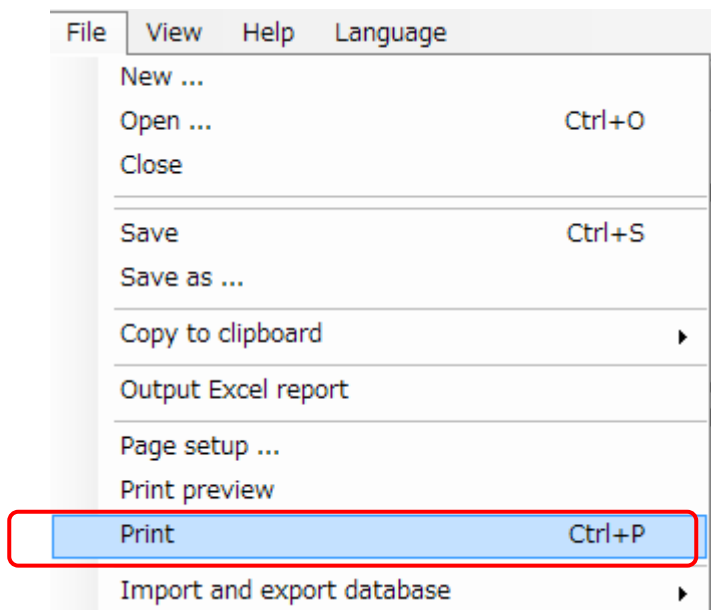 File View Help Language
New ...
Open ... Ctrl+O
Close
Save Ctrl+S
Save as ...
Copy to clipboard
Output Excel report
Page setup ...
Print preview
Print Ctrl+P
Import and export database